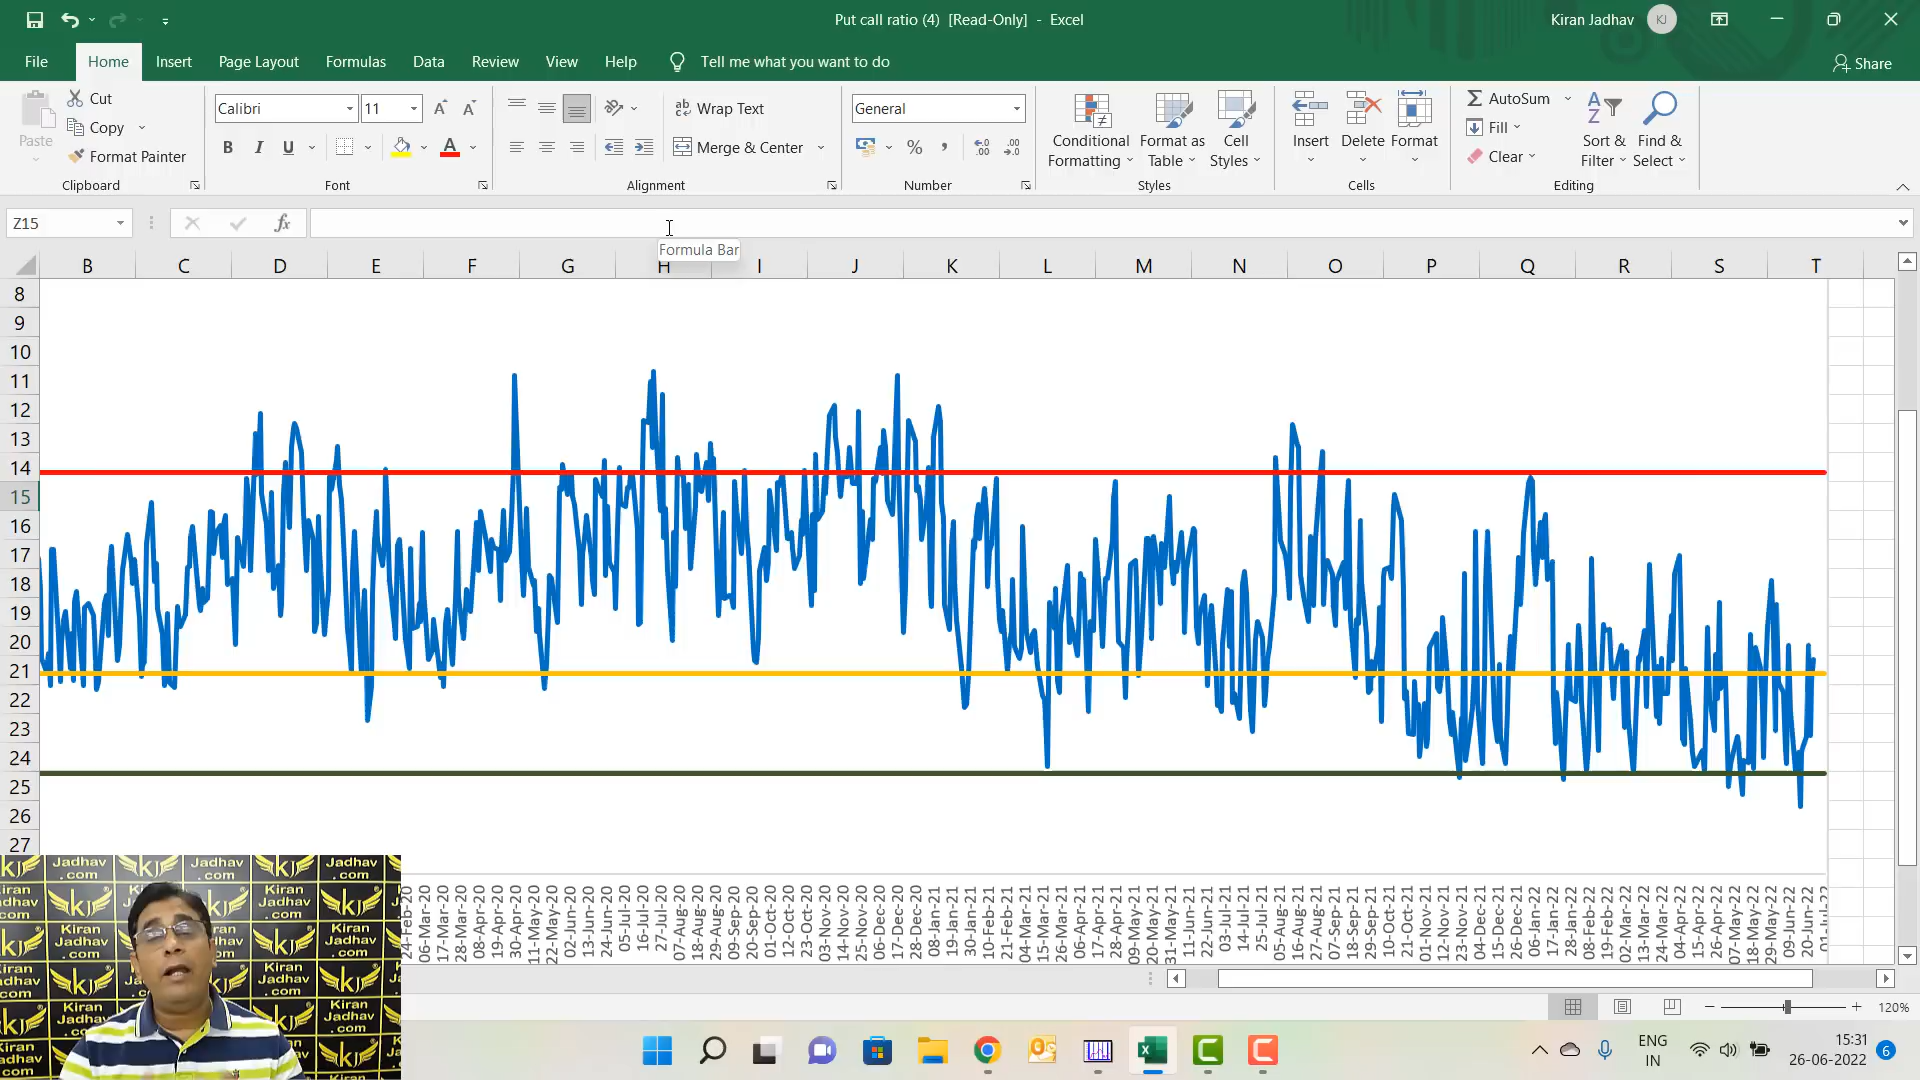 Put call ratio (4) [Read-Only] - Excel
Kiran Jadhav
KJ
File Home Insert Page Layout Formulas Data Review View Help Tell me what you want to do
Share
Paste
Cut
Copy
Format Painter
Clipboard
Calibri 11
B I U
Font
Wrap Text
Merge & Center
Alignment
General
Number
Conditional Formatting
Format as Table
Cell Styles
Styles
Insert Delete Format
Cells
AutoSum
Fill
Clear
Sort & Filter
Find & Select
Editing
Z15
fx
Formula Bar
B C D E F G H I J K L M N O P Q R S T
8
9
10
11
12
13
14
15
16
17
18
19
20
21
22
23
24
25
26
27
24-Feb-20
06-Mar-20
17-Mar-20
28-Mar-20
08-Apr-20
19-Apr-20
30-Apr-20
11-May-20
22-May-20
02-Jun-20
13-Jun-20
24-Jun-20
05-Jul-20
16-Jul-20
27-Jul-20
07-Aug-20
18-Aug-20
29-Aug-20
09-Sep-20
20-Sep-20
01-Oct-20
12-Oct-20
23-Oct-20
03-Nov-20
14-Nov-20
25-Nov-20
06-Dec-20
17-Dec-20
28-Dec-20
08-Jan-21
19-Jan-21
30-Jan-21
10-Feb-21
21-Feb-21
04-Mar-21
15-Mar-21
26-Mar-21
06-Apr-21
17-Apr-21
28-Apr-21
09-May-21
20-May-21
31-May-21
11-Jun-21
22-Jun-21
03-Jul-21
14-Jul-21
25-Jul-21
05-Aug-21
16-Aug-21
27-Aug-21
07-Sep-21
18-Sep-21
29-Sep-21
10-Oct-21
21-Oct-21
01-Nov-21
12-Nov-21
23-Nov-21
04-Dec-21
15-Dec-21
26-Dec-21
06-Jan-22
17-Jan-22
28-Jan-22
08-Feb-22
19-Feb-22
02-Mar-22
13-Mar-22
24-Mar-22
04-Apr-22
15-Apr-22
26-Apr-22
07-May-22
18-May-22
29-May-22
09-Jun-22
20-Jun-22
Kiran
Jadhav
.com
KJ
120%
ENG
IN
15:31
26-06-2022
6